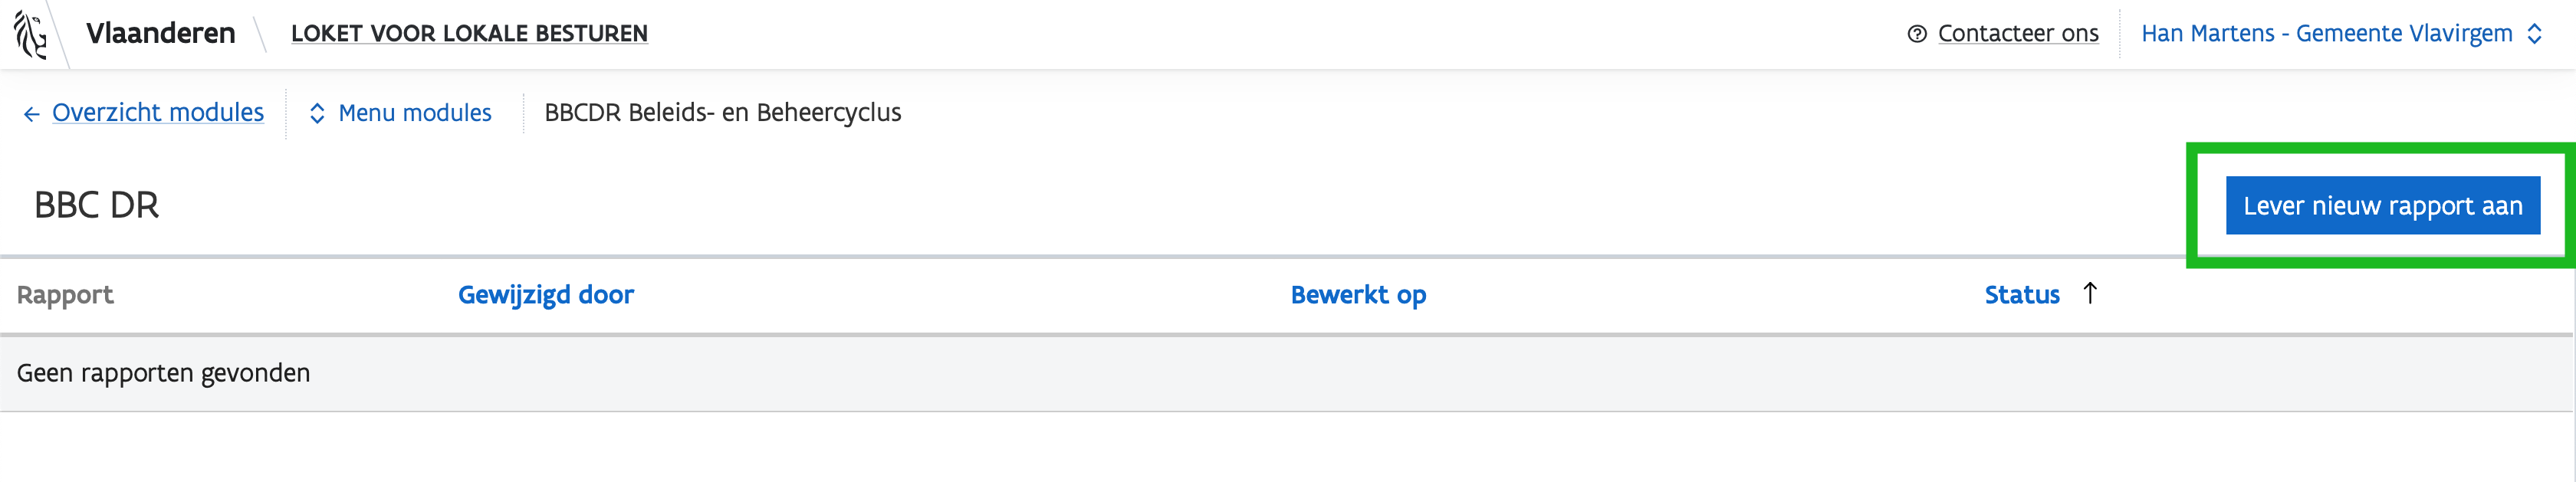 Vlaanderen LOKET VOOR LOKALE BESTUREN Contacteer ons Han Martens - Gemeente Vlavirgem
Overzicht modules Menu modules BBCDR Beleids- en Beheercyclus
BBC DR Lever nieuw rapport aan
Rapport Gewijzigd door Bewerkt op Status
Geen rapporten gevonden